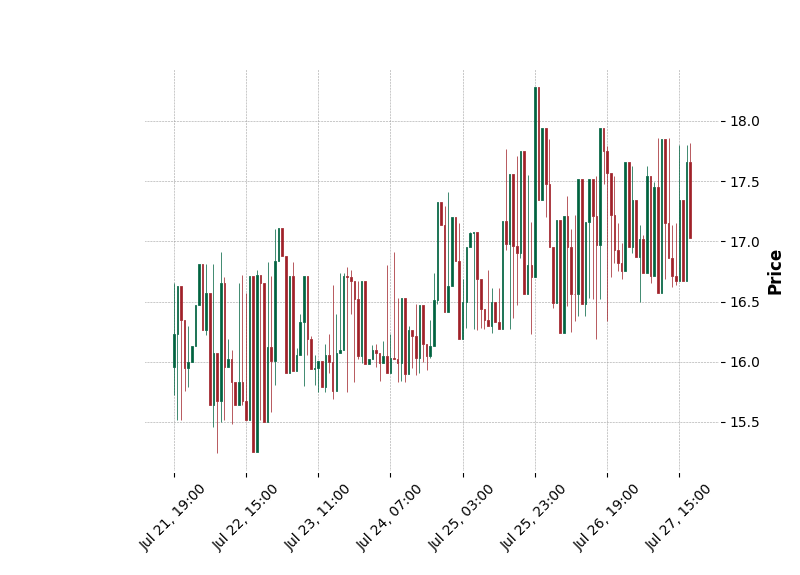 18.0
17.5
17.0
16.5
16.0
15.5
Price
Jul 21, 19:00
Jul 22, 15:00
Jul 23, 11:00
Jul 24, 07:00
Jul 25, 03:00
Jul 25, 23:00
Jul 26, 19:00
Jul 27, 15:00